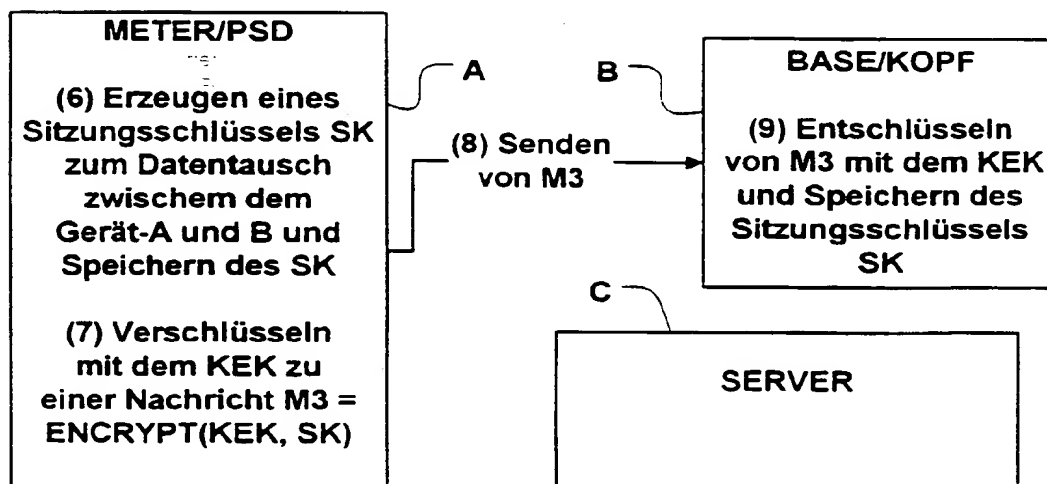 METER/PSD
(6) Erzeugen eines
Sitzungsschlüssels SK
zum Datentausch
zwischem dem
Gerät-A und B und
Speichern des SK
(7) Verschlüsseln
mit dem KEK zu
einer Nachricht M3 =
ENCRYPT(KEK, SK)
A
(8) Senden
von M3
B
BASE/KOPF
(9) Entschlüsseln
von M3 mit dem KEK
und Speichern des
Sitzungsschlüssels
SK
C
SERVER